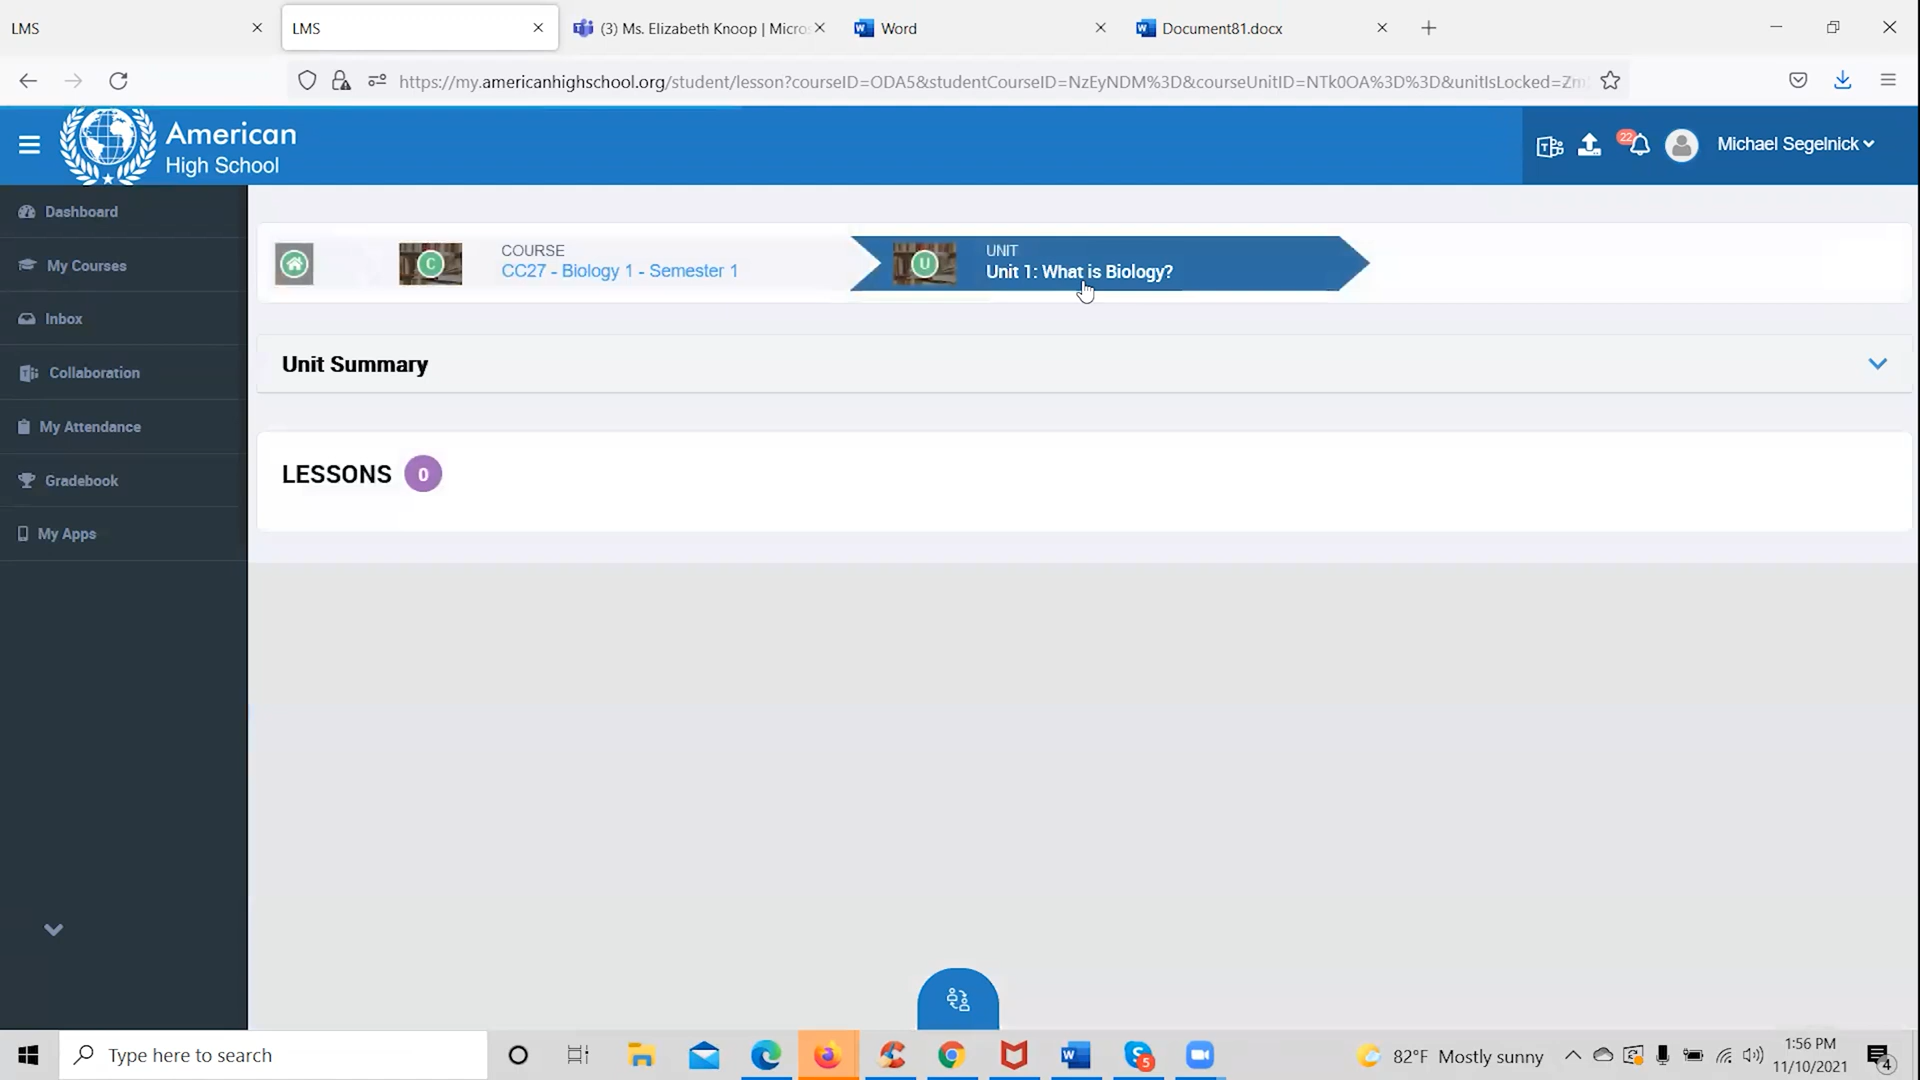 LMS
LMS
(3) Ms. Elizabeth Knoop | Micro
Word
Document81.docx
https://my.americanhighschool.org/student/lesson?courseID=ODA5&studentCourseID=NzEyNDM%3D&courseUnitID=NTk0OA%3D%3D&unitIsLocked=Zm
American
High School
22
Michael Segelnick
Dashboard
My Courses
Inbox
Collaboration
My Attendance
Gradebook
My Apps
C
COURSE
CC27 - Biology 1 - Semester 1
U
UNIT
Unit 1: What is Biology?
Unit Summary
LESSONS 0
Type here to search
5
82°F Mostly sunny
1:56 PM
11/10/2021
4